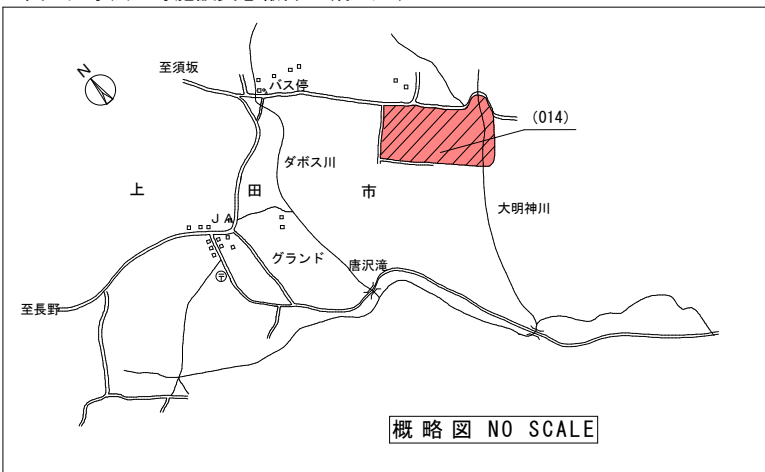 N
至須坂
バス停
(014)
ダボス川
上 田 市
大明神川
JA
グランド
唐沢滝
〒
至長野
概略図 NO SCALE